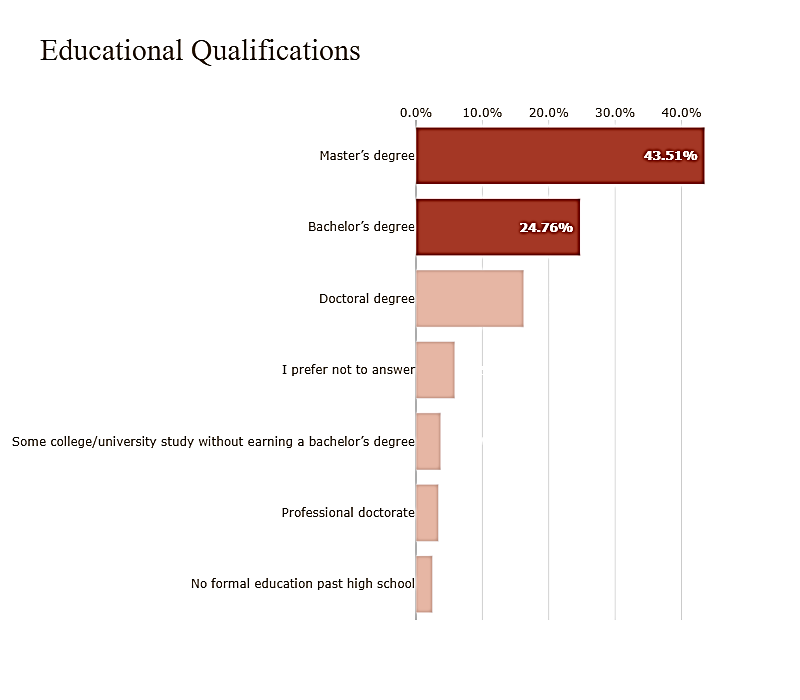 Educational Qualifications
0.0% 10.0% 20.0% 30.0% 40.0%
Master’s degree 43.51%
Bachelor’s degree 24.76%
Doctoral degree
I prefer not to answer
Some college/university study without earning a bachelor’s degree
Professional doctorate
No formal education past high school